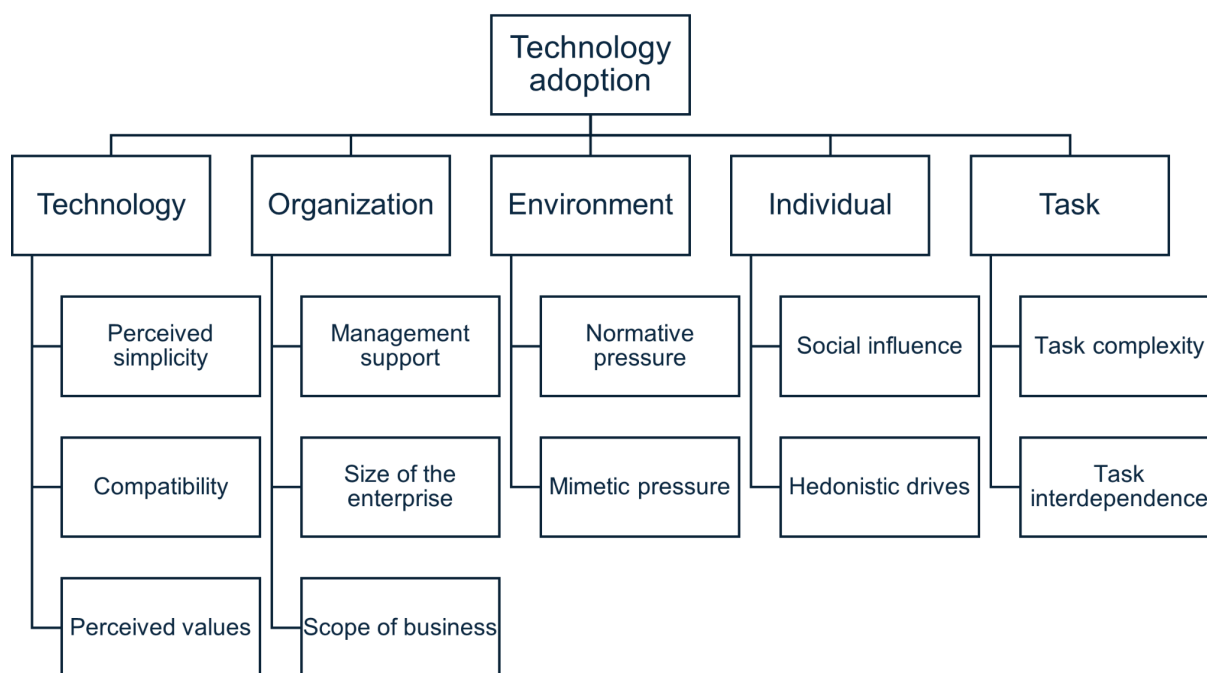 Technology
adoption
Technology
Organization
Environment
Individual
Task
Perceived
simplicity
Management
support
Normative
pressure
Social influence
Task complexity
Compatibility
Size of the
enterprise
Mimetic pressure
Hedonistic drives
Task
interdependence
Perceived values
Scope of business